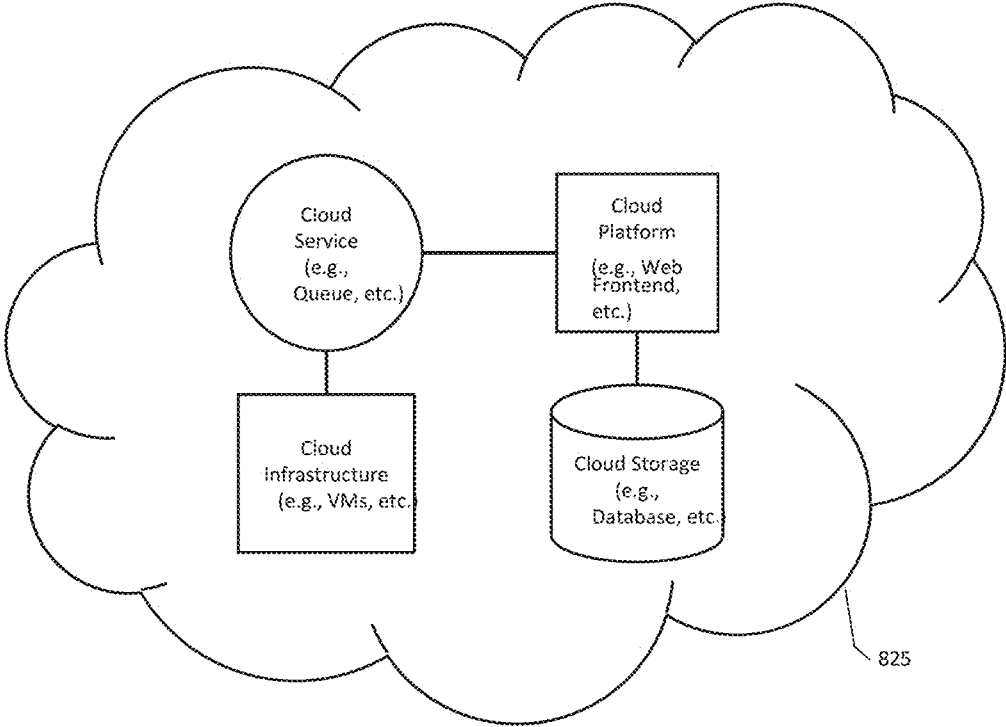 Cloud
Service
(e.g.,
Queue, etc.)
Cloud
Platform
(e.g., Web
Frontend,
etc.)
Cloud
Infrastructure
(e.g., VMs, etc.)
Cloud Storage
(e.g.,
Database, etc.
825